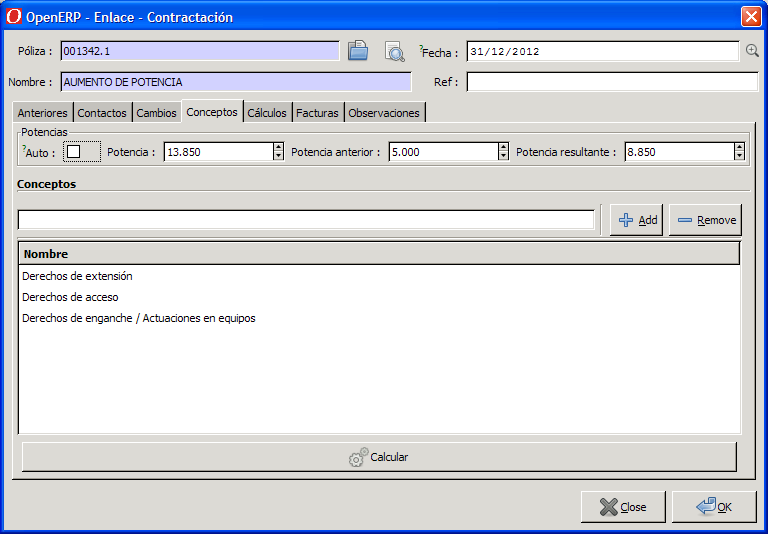 OpenERP - Enlace - Contractación
Póliza : 001342.1 ?Fecha : 31/12/2012
Nombre : AUMENTO DE POTENCIA Ref :
Anteriores Contactos Cambios Conceptos Cálculos Facturas Observaciones
Potencias
?Auto : Potencia : 13.850 Potencia anterior : 5.000 Potencia resultante : 8.850
Conceptos
Add Remove
Nombre
Derechos de extensión
Derechos de acceso
Derechos de enganche / Actuaciones en equipos
Calcular
Close OK